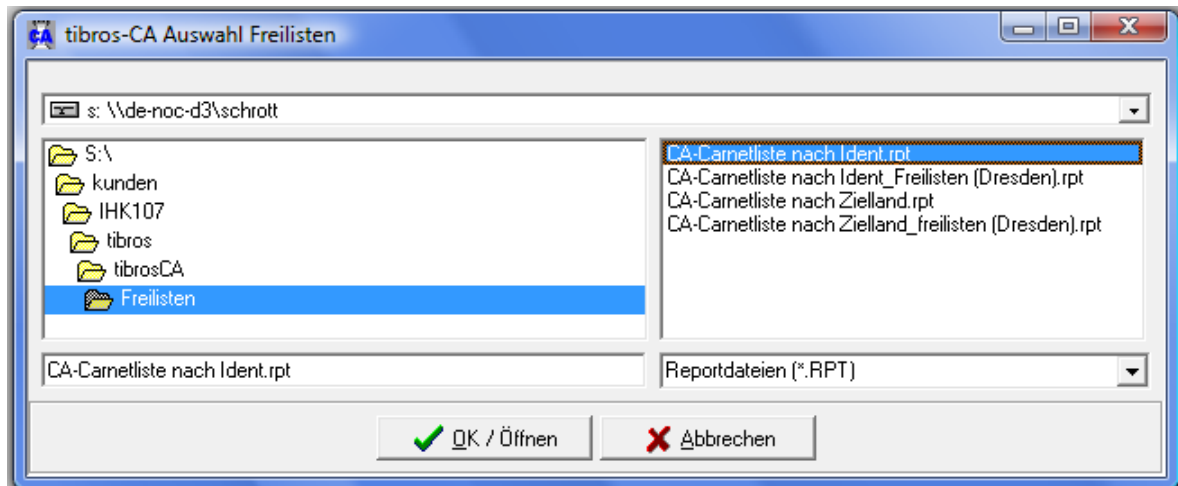 CA tibros-CA Auswahl Freilisten
s: \\de-noc-d3\schrott
S:\
kunden
IHK107
tibros
tibrosCA
Freilisten
CA-Carnetliste nach Ident.rpt
CA-Carnetliste nach Ident_Freilisten (Dresden).rpt
CA-Carnetliste nach Zielland.rpt
CA-Carnetliste nach Zielland_freilisten (Dresden).rpt
CA-Carnetliste nach Ident.rpt
Reportdateien (*.RPT)
OK / Öffnen
Abbrechen